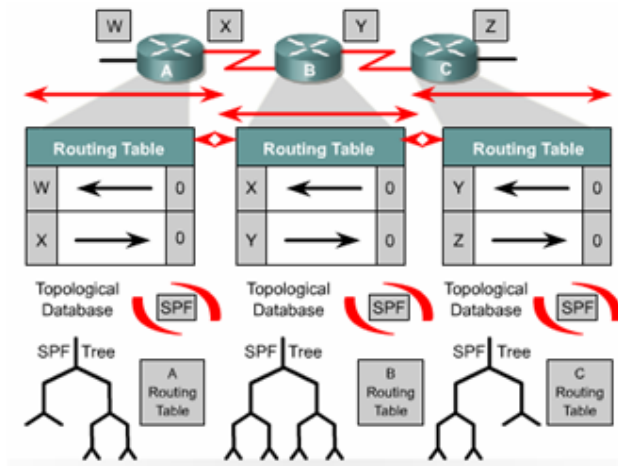 W X Y Z
A B C
Routing Table Routing Table Routing Table
W 0 X 0 Y 0
X 0 Y 0 Z 0
Topological Database SPF Topological Database SPF Topological Database SPF
SPF Tree SPF Tree SPF Tree
A Routing Table B Routing Table C Routing Table